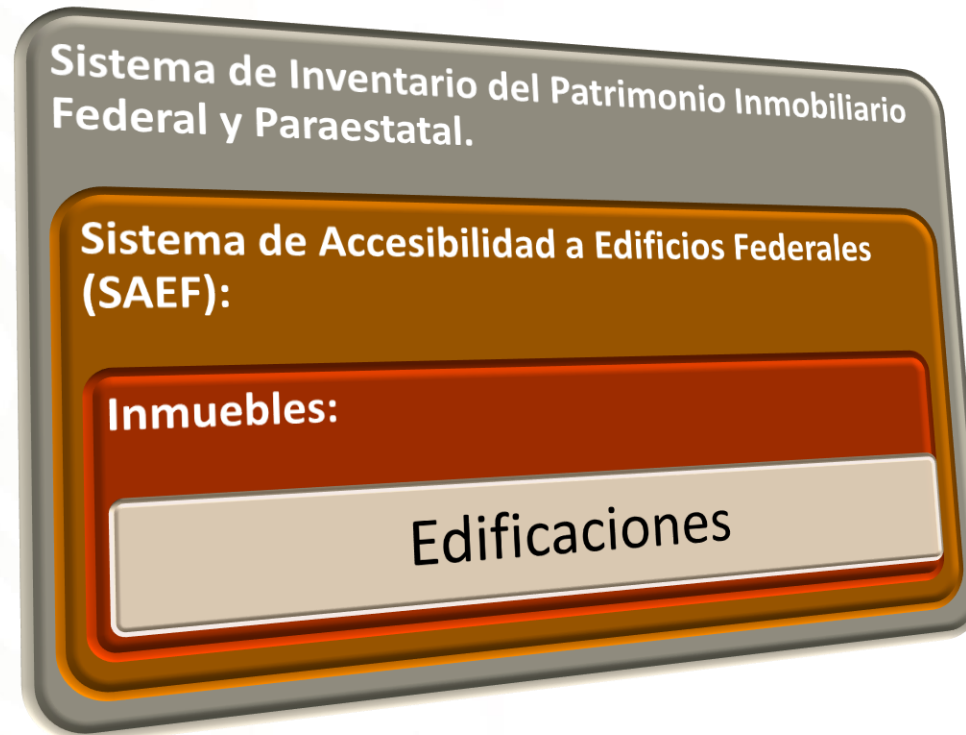 Sistema de Inventario del Patrimonio Inmobiliario
Federal y Paraestatal.
Sistema de Accesibilidad a Edificios Federales
(SAEF):
Inmuebles:
Edificaciones